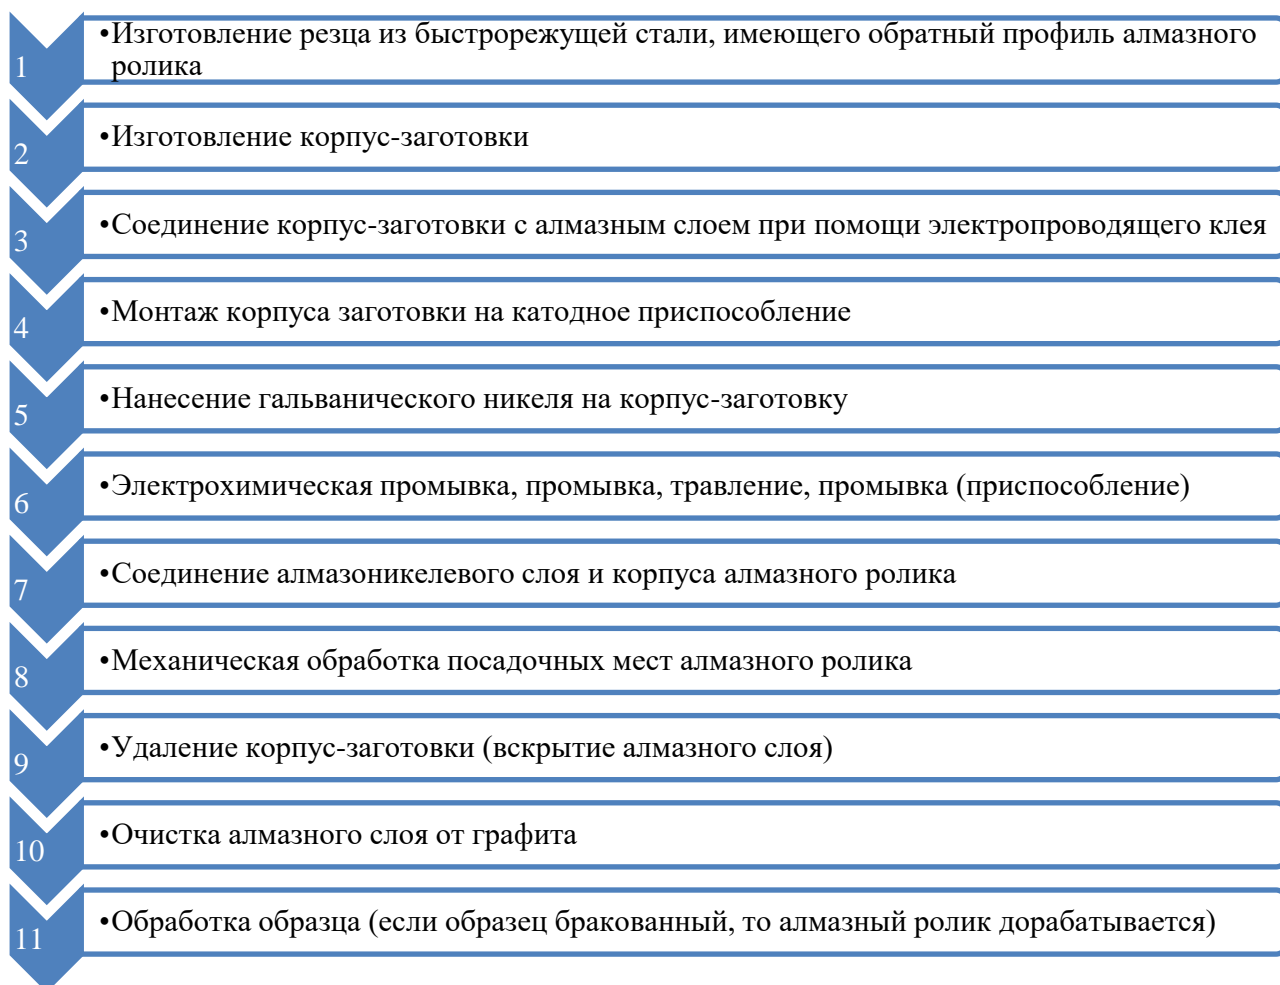 1
•Изготовление резца из быстрорежущей стали, имеющего обратный профиль алмазного
ролика
2
•Изготовление корпус-заготовки
3
•Соединение корпус-заготовки с алмазным слоем при помощи электропроводящего клея
4
•Монтаж корпуса заготовки на катодное приспособление
5
•Нанесение гальванического никеля на корпус-заготовку
6
•Электрохимическая промывка, промывка, травление, промывка (приспособление)
7
•Соединение алмазоникелевого слоя и корпуса алмазного ролика
8
•Механическая обработка посадочных мест алмазного ролика
9
•Удаление корпус-заготовки (вскрытие алмазного слоя)
10
•Очистка алмазного слоя от графита
11
•Обработка образца (если образец бракованный, то алмазный ролик дорабатывается)